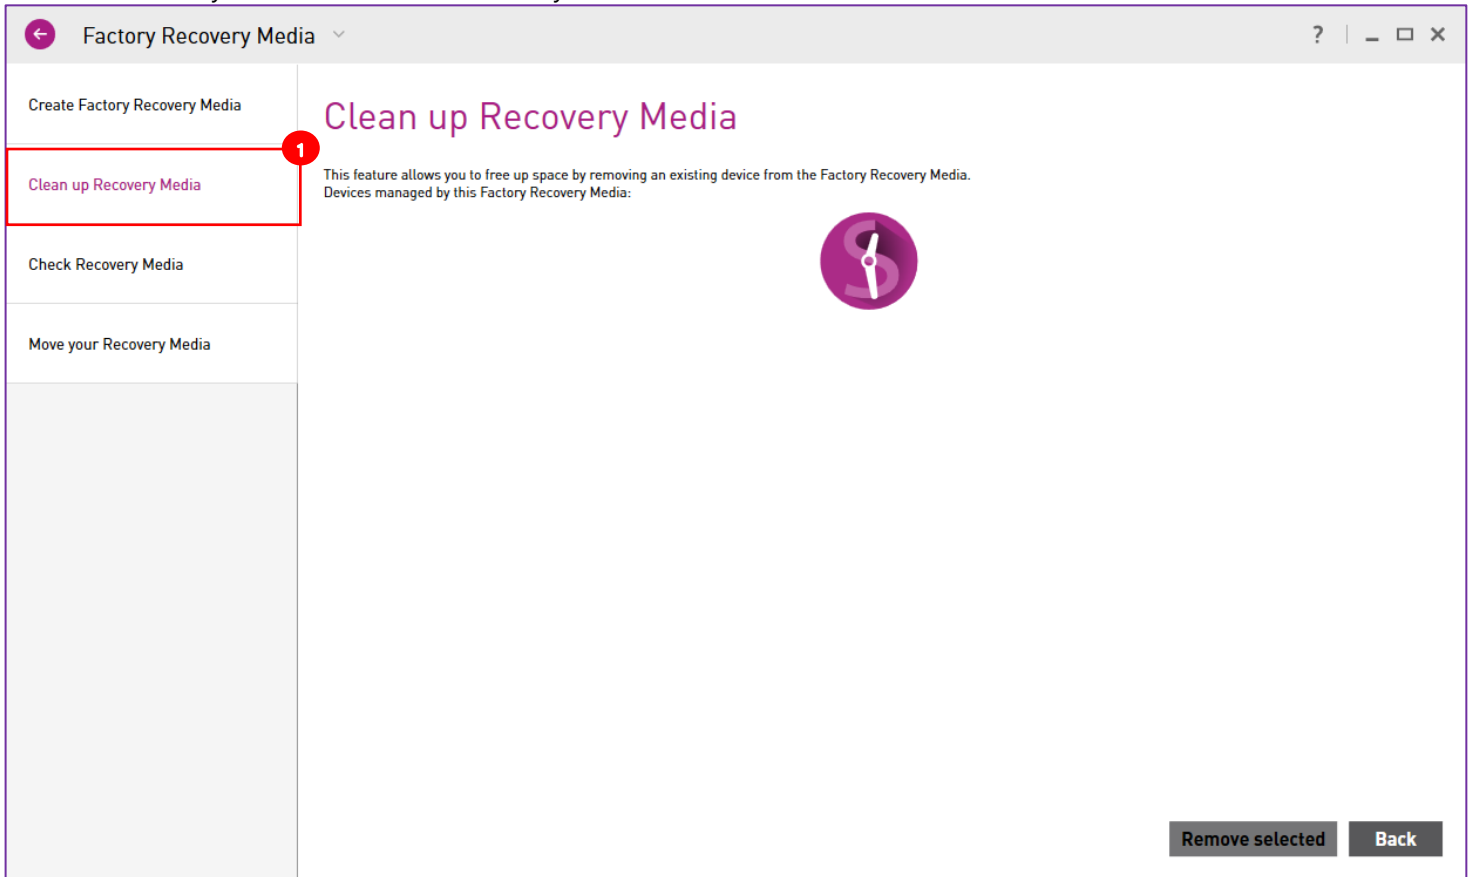 Factory Recovery Media
?
Create Factory Recovery Media
Clean up Recovery Media
1
Clean up Recovery Media
This feature allows you to free up space by removing an existing device from the Factory Recovery Media.
Devices managed by this Factory Recovery Media:
S
Check Recovery Media
Move your Recovery Media
Remove selected
Back